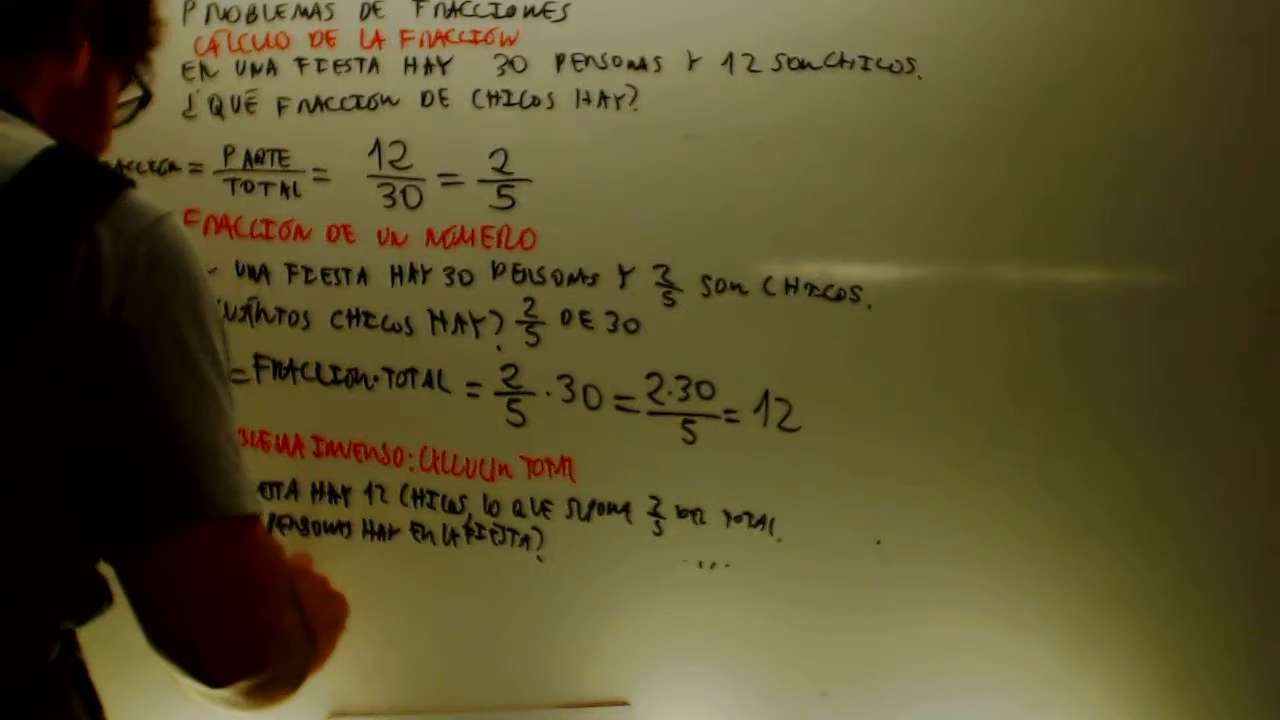 PROBLEMAS DE FRACCIONES
CÁLCULO DE LA FRACCIÓN
EN UNA FIESTA HAY 30 PERSONAS Y 12 SON CHICOS.
¿QUÉ FRACCIÓN DE CHICOS HAY?
= PARTE/TOTAL = 12/30 = 2/5
FRACCIÓN DE UN NÚMERO
UNA FIESTA HAY 30 PERSONAS Y 2/5 SON CHICOS.
UÁNTOS CHICOS HAY? 2/5 DE 30
= FRACCIÓN·TOTAL = 2/5 · 30 = 2·30/5 = 12
INVERSO: CALCULAR TOTAL
HAY 12 CHICOS, LO QUE SUPONE 2/5 DEL TOTAL.
PERSONAS HAY EN LA FIESTA?
...